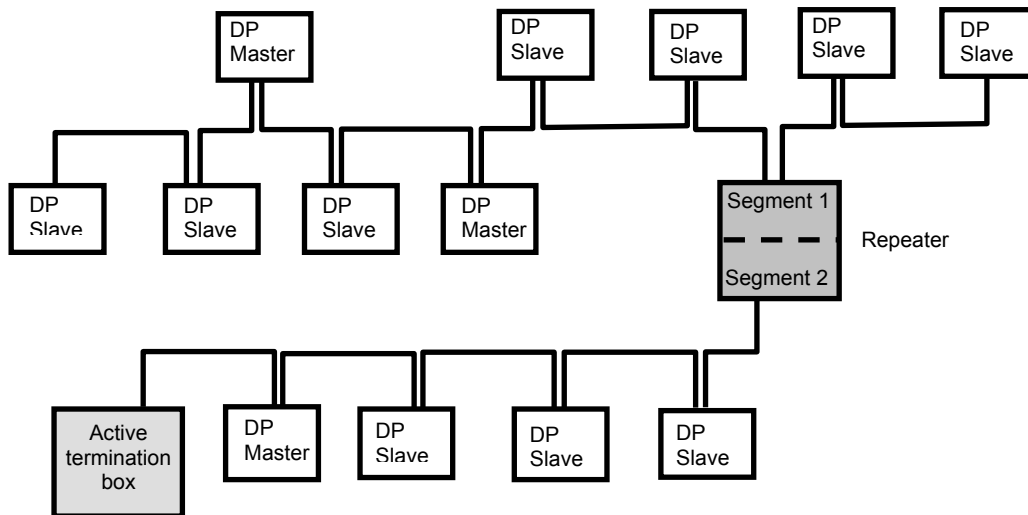 DP
Master
DP
Slave
DP
Slave
DP
Slave
DP
Slave
DP
Slave
DP
Slave
DP
Slave
DP
Master
Segment 1
Segment 2
Repeater
Active
termination
box
DP
Master
DP
Slave
DP
Slave
DP
Slave